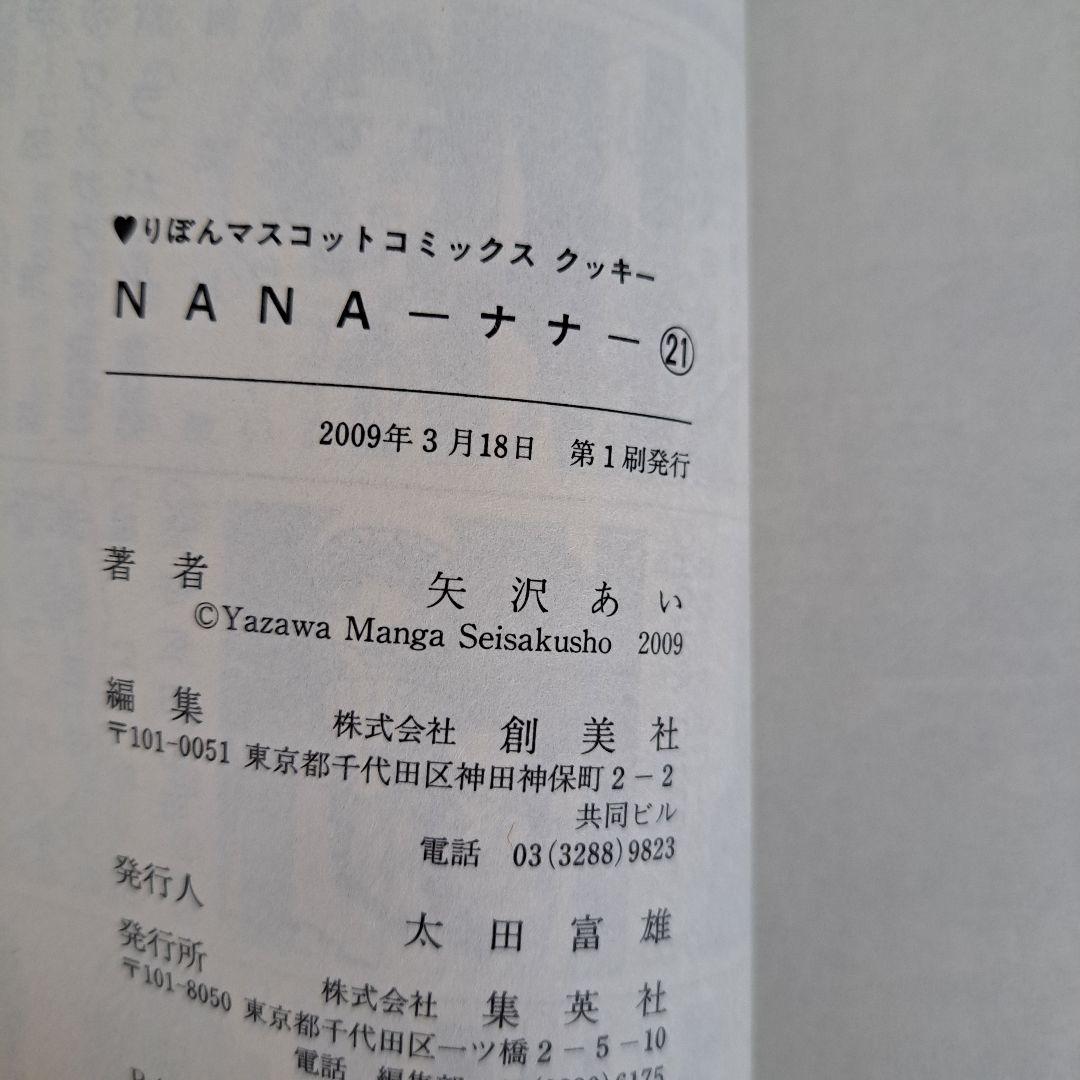 ♥りぼんマスコットコミックス クッキー
NANA—ナナ—㉑
2009年3月18日 第1刷発行
著者 矢沢あい
©Yazawa Manga Seisakusho 2009
編集 株式会社 創美社
〒101-0051 東京都千代田区神田神保町2−2
共同ビル
電話 03(3288)9823
発行人 太田富雄
発行所 株式会社 集英社
〒101-8050 東京都千代田区一ツ橋2−5−10
電話 編集部 6175